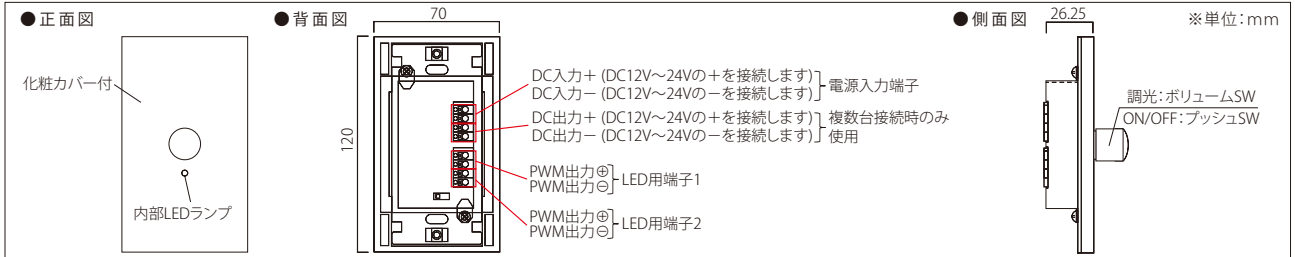 ●正面図
化粧カバー付
内部LEDランプ
●背面図
70
120
DC入力+ (DC12V〜24Vの+を接続します)
DC入力− (DC12V〜24Vの−を接続します)
電源入力端子
DC出力+ (DC12V〜24Vの+を接続します)
DC出力− (DC12V〜24Vの−を接続します)
複数台接続時のみ
使用
PWM出力⊕
PWM出力⊖
LED用端子1
PWM出力⊕
PWM出力⊖
LED用端子2
●側面図
26.25
※単位:mm
調光:ボリュームSW
ON/OFF:プッシュSW